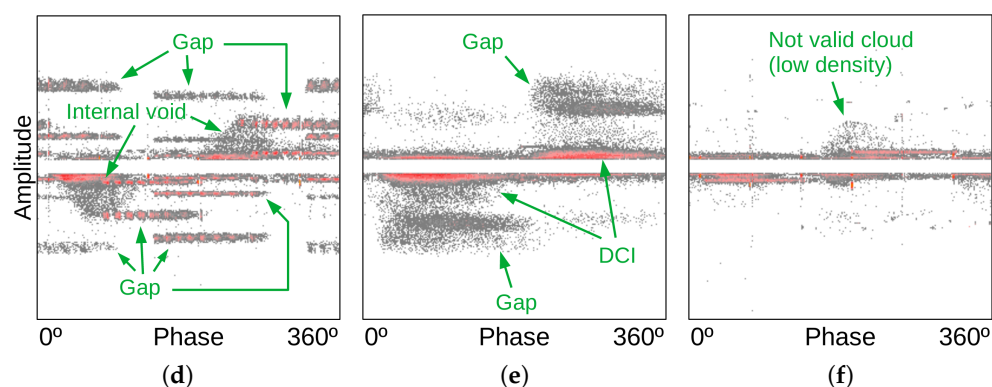 Gap
Internal void
Gap
Amplitude
0º Phase 360º
(d)
Gap
DCI
Gap
0º Phase 360º
(e)
Not valid cloud
(low density)
0º Phase 360º
(f)